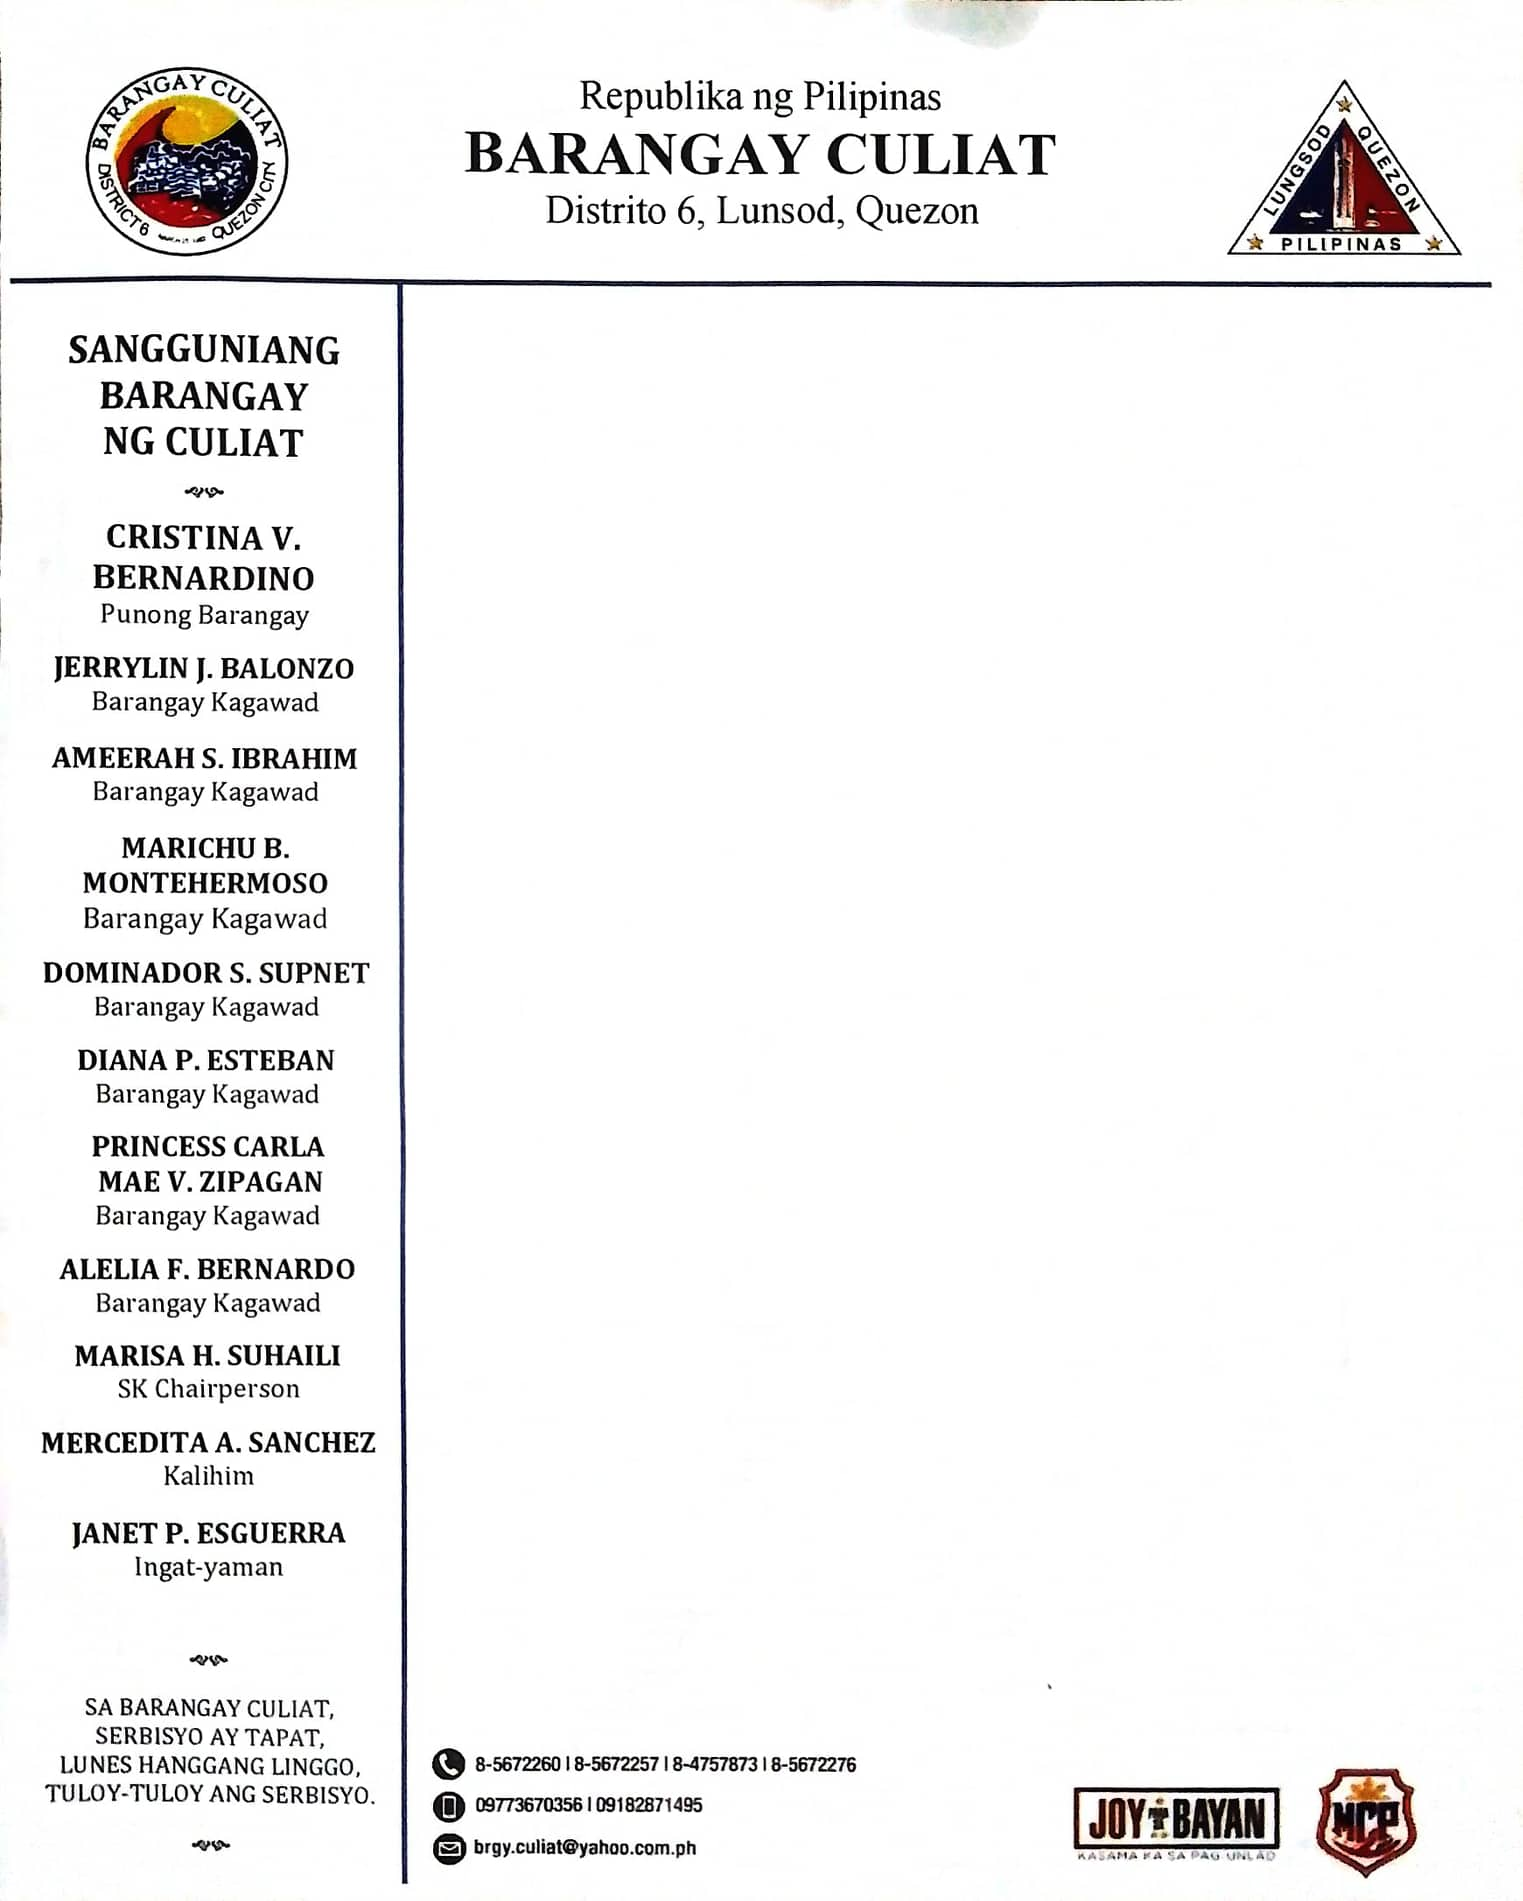 BARANGAY CULIAT
DISTRICT 6
QUEZON CITY
Republika ng Pilipinas
BARANGAY CULIAT
Distrito 6, Lunsod, Quezon
LUNGSOD QUEZON
PILIPINAS
SANGGUNIANG
BARANGAY
NG CULIAT
CRISTINA V.
BERNARDINO
Punong Barangay
JERRYLIN J. BALONZO
Barangay Kagawad
AMEERAH S. IBRAHIM
Barangay Kagawad
MARICHU B.
MONTEHERMOSO
Barangay Kagawad
DOMINADOR S. SUPNET
Barangay Kagawad
DIANA P. ESTEBAN
Barangay Kagawad
PRINCESS CARLA
MAE V. ZIPAGAN
Barangay Kagawad
ALELIA F. BERNARDO
Barangay Kagawad
MARISA H. SUHAILI
SK Chairperson
MERCEDITA A. SANCHEZ
Kalihim
JANET P. ESGUERRA
Ingat-yaman
SA BARANGAY CULIAT,
SERBISYO AY TAPAT,
LUNES HANGGANG LINGGO,
TULOY-TULOY ANG SERBISYO.
8-5672260 | 8-5672257 | 8-4757873 | 8-5672276
09773670356 | 09182871495
brgy.culiat@yahoo.com.ph
JOY BAYAN
KASAMA KA SA PAG UNLAD
MCP